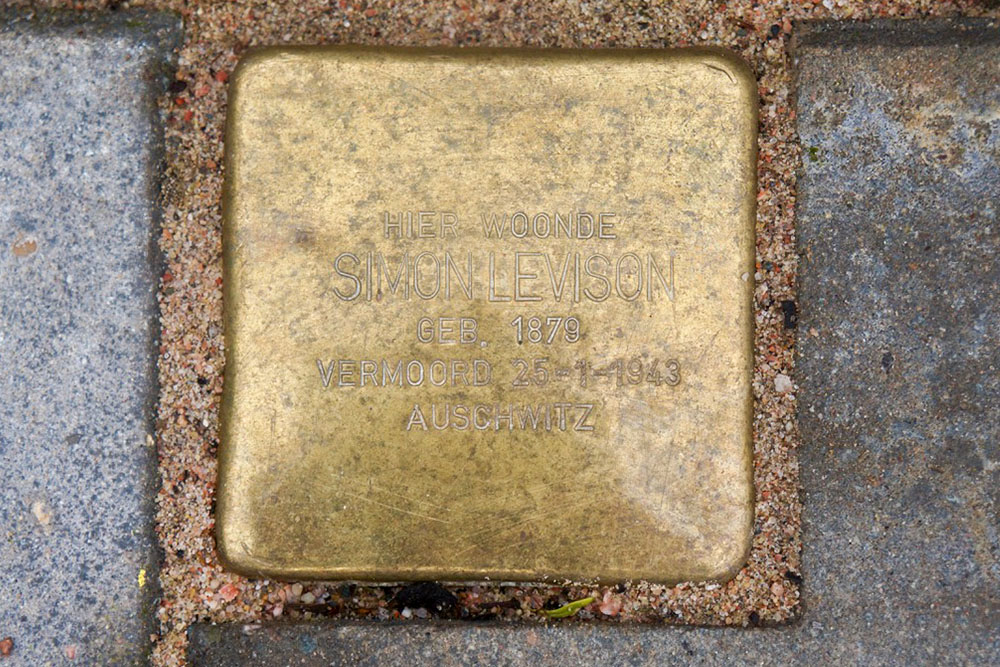 HIER WOONDE
SIMON LEVISON
GEB. 1879
VERMOORD 25-1-1943
AUSCHWITZ